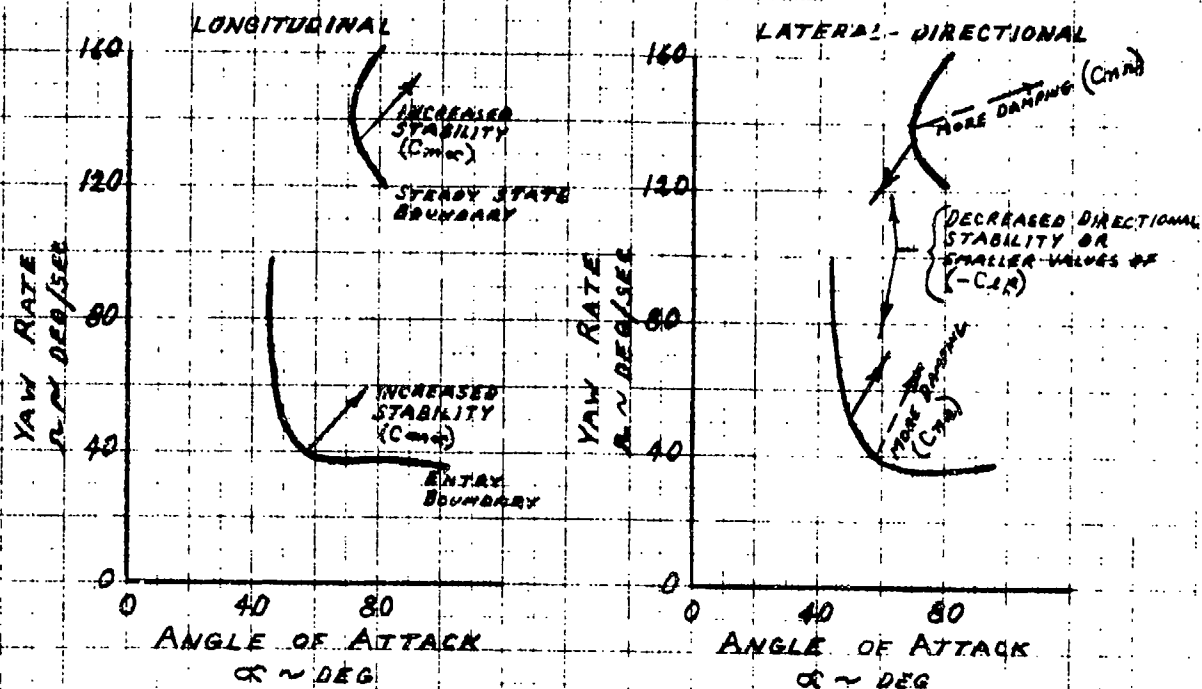 LONGITUDINAL
160
120
80
40
0
YAW RATE
r ~ DEG/SEC
INCREASED
STABILITY
(Cmα)
STEADY STATE
BOUNDARY
INCREASED
STABILITY
(Cmα)
ENTRY
BOUNDARY
0 40 80
ANGLE OF ATTACK
α ~ DEG
LATERAL-DIRECTIONAL
160
120
80
40
0
YAW RATE
~ DEG/SEC
MORE DAMPING (Cnr)
DECREASED DIRECTIONAL
STABILITY OR
SMALLER VALUES OF
MORE DAMPING
0 40 80
ANGLE OF ATTACK
α ~ DEG